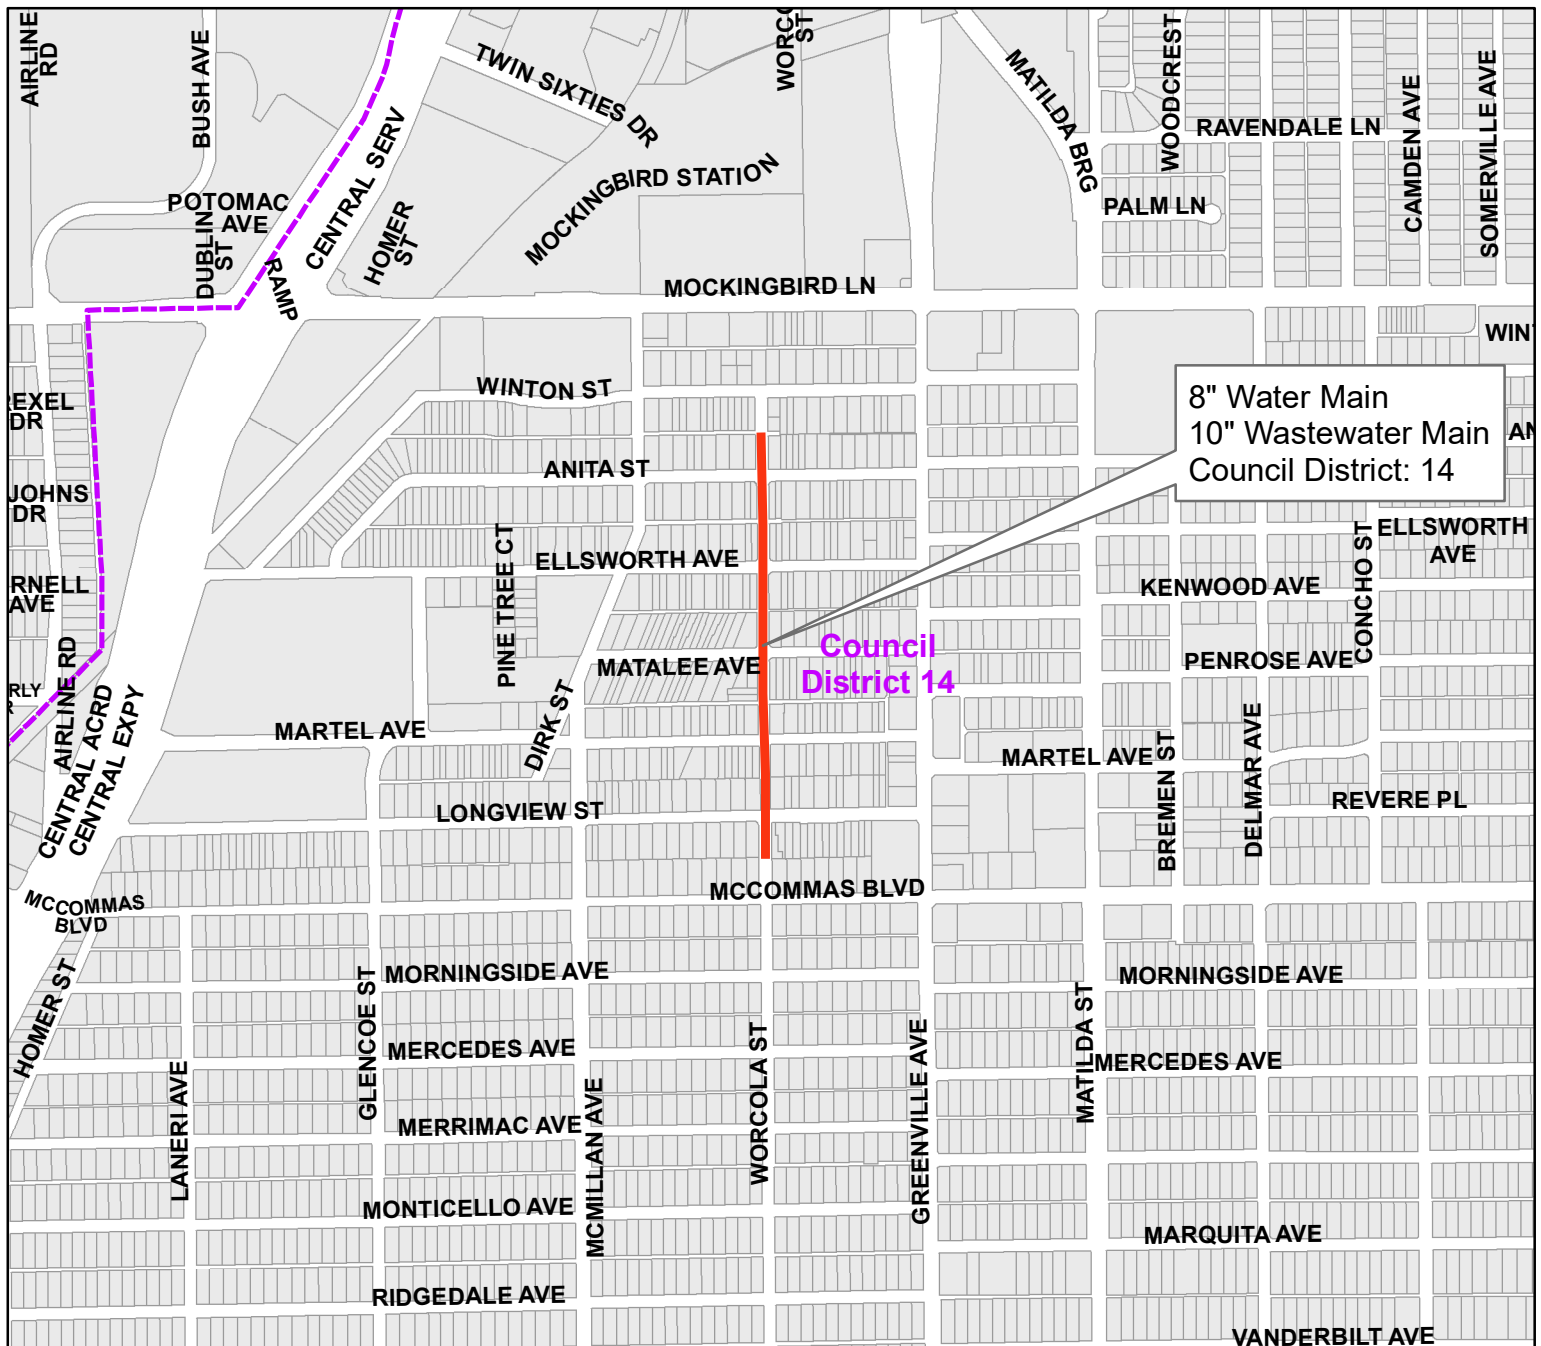 AIRLINE
RD
BUSH AVE
TWIN SIXTIES DR
ST
MATILDA BRG
WOODCREST
RAVENDALE LN
CAMDEN AVE
SOMERVILLE AVE
CENTRAL SERV
MOCKINGBIRD STATION
POTOMAC
AVE
DUBLIN
ST
HOMER
ST
PALM LN
RAMP
MOCKINGBIRD LN
WINTON ST
WIN
EXEL
DR
8" Water Main
10" Wastewater Main
Council District: 14
AN
ANITA ST
JOHNS
DR
PINE TREE CT
ELLSWORTH AVE
CONCHO ST
ELLSWORTH
AVE
RNELL
AVE
KENWOOD AVE
Council
District 14
MATALEE AVE
PENROSE AVE
RLY
AIRLINE RD
CENTRAL ACRD
CENTRAL EXPY
MARTEL AVE
DIRK ST
MARTEL AVE
BREMEN ST
DELMAR AVE
LONGVIEW ST
REVERE PL
MCCOMMAS BLVD
MCCOMMAS
BLVD
HOMER ST
GLENCOE ST
MORNINGSIDE AVE
MORNINGSIDE AVE
MATILDA ST
LANERI AVE
MERCEDES AVE
WORCOLA ST
GREENVILLE AVE
MERCEDES AVE
MCMILLAN AVE
MERRIMAC AVE
MONTICELLO AVE
MARQUITA AVE
RIDGEDALE AVE
VANDERBILT AVE